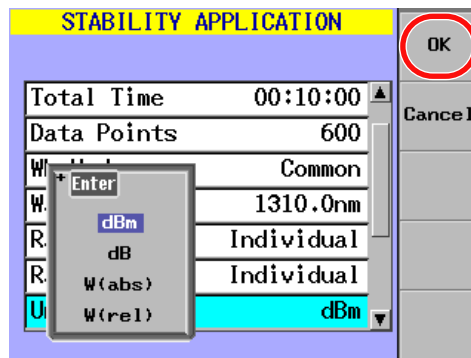 STABILITY APPLICATION
OK
Cancel
Total Time 00:10:00
Data Points 600
Common
1310.0nm
Individual
Individual
dBm
Enter
dBm
dB
W(abs)
W(rel)